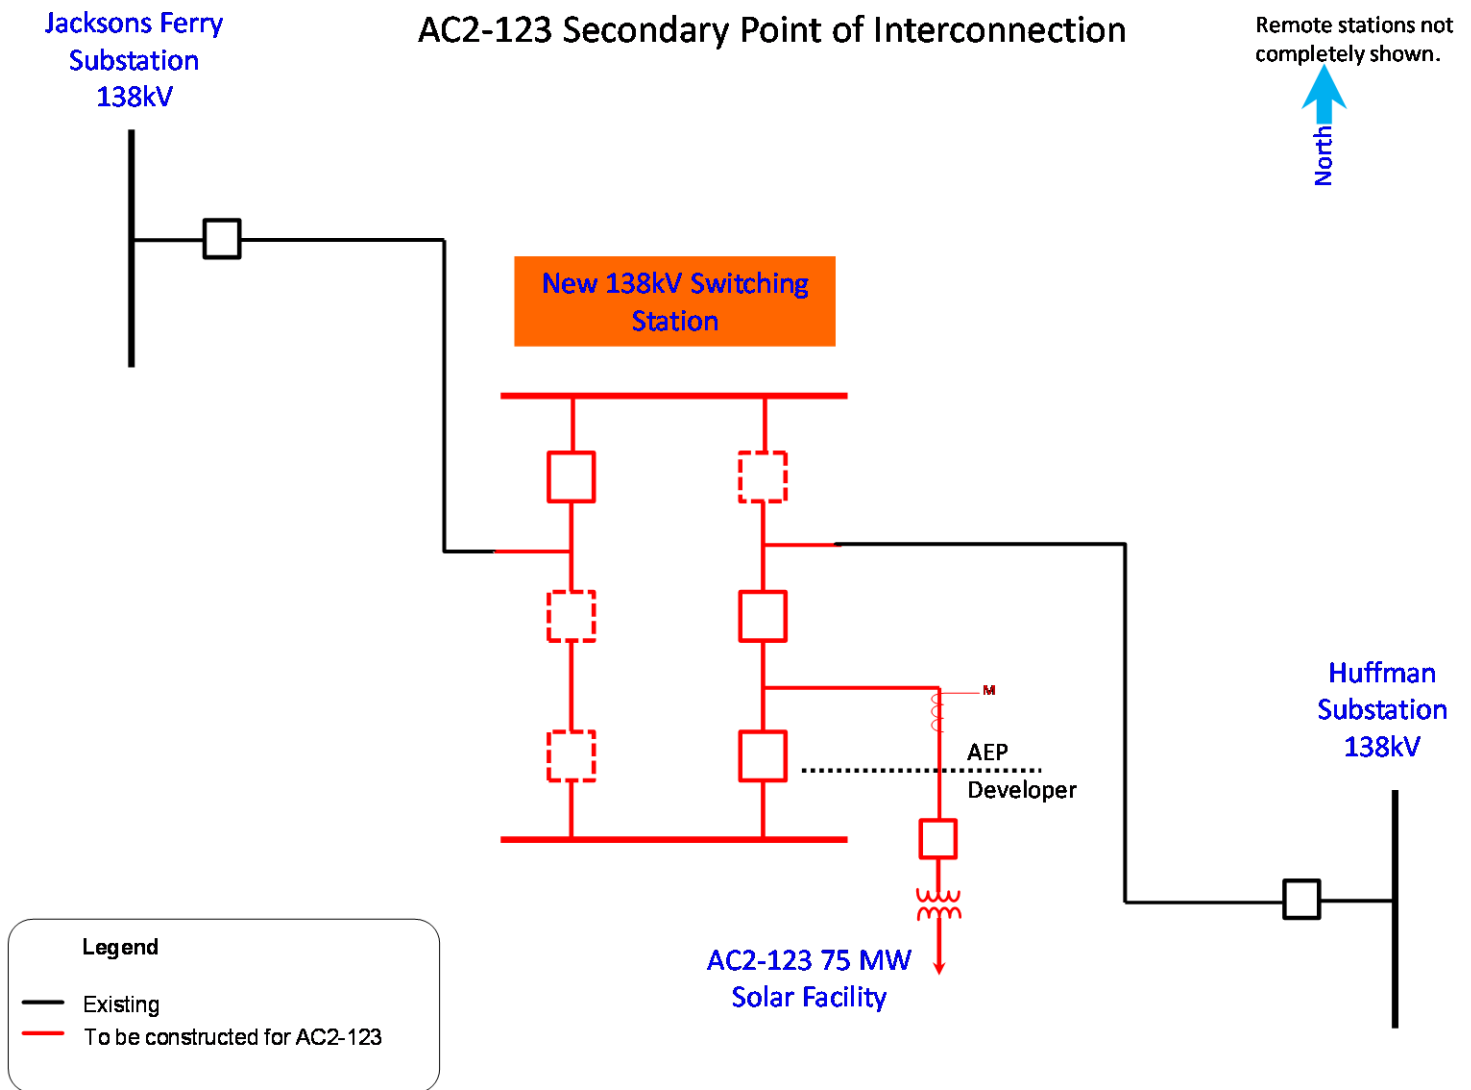 Jacksons Ferry
Substation
138kV
AC2-123 Secondary Point of Interconnection
Remote stations not
completely shown.
North
New 138kV Switching
Station
M
AEP
Developer
Huffman
Substation
138kV
AC2-123 75 MW
Solar Facility
Legend
Existing
To be constructed for AC2-123